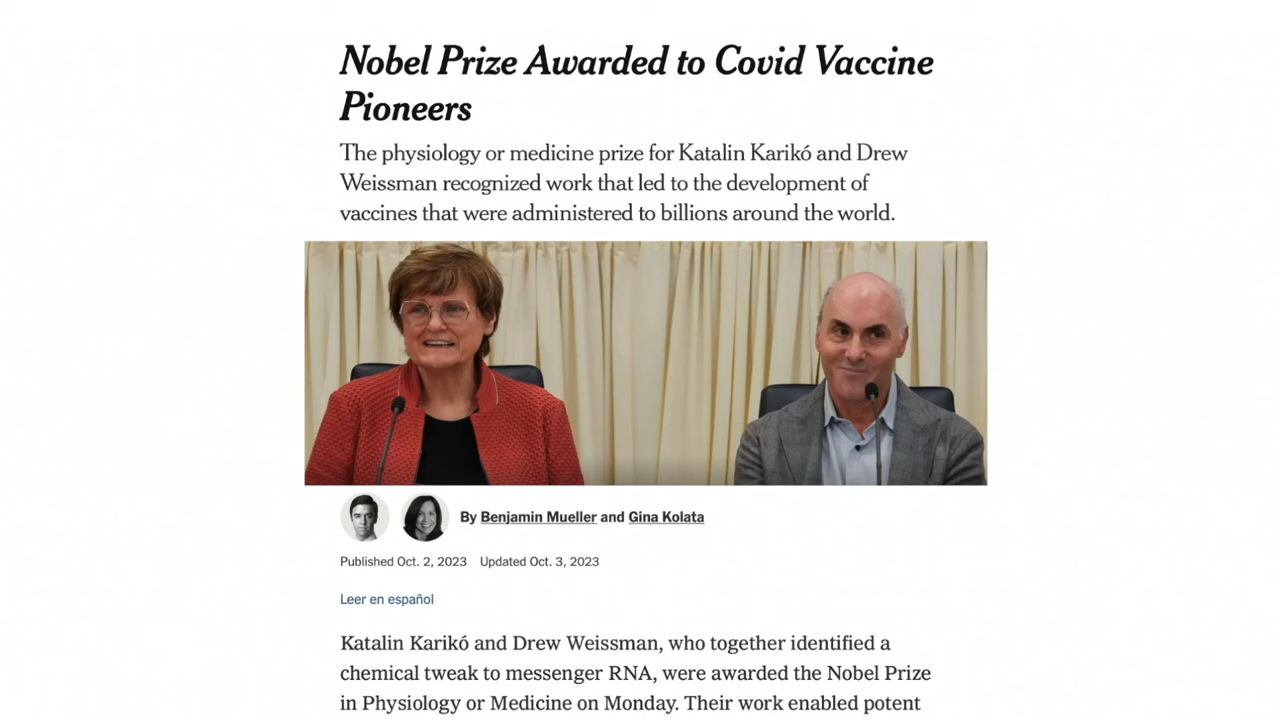 Nobel Prize Awarded to Covid Vaccine
Pioneers
The physiology or medicine prize for Katalin Karikó and Drew
Weissman recognized work that led to the development of
vaccines that were administered to billions around the world.
By Benjamin Mueller and Gina Kolata
Published Oct. 2, 2023 Updated Oct. 3, 2023
Leer en español
Katalin Karikó and Drew Weissman, who together identified a
chemical tweak to messenger RNA, were awarded the Nobel Prize
in Physiology or Medicine on Monday. Their work enabled potent